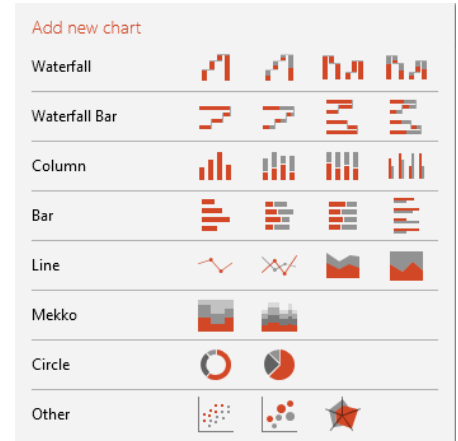 Add new chart
Waterfall
Waterfall Bar
Column
Bar
Line
Mekko
Circle
Other